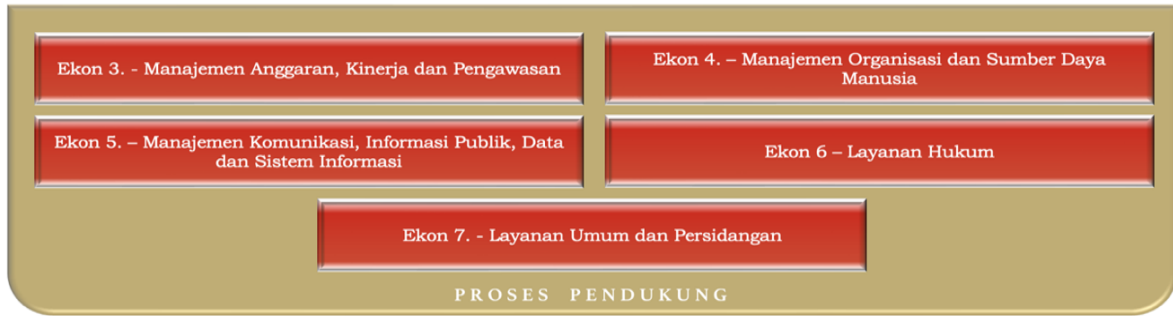 Ekon 3. - Manajemen Anggaran, Kinerja dan Pengawasan
Ekon 4. – Manajemen Organisasi dan Sumber Daya
Manusia
Ekon 5. – Manajemen Komunikasi, Informasi Publik, Data
dan Sistem Informasi
Ekon 6 – Layanan Hukum
Ekon 7. - Layanan Umum dan Persidangan
PROSES PENDUKUNG